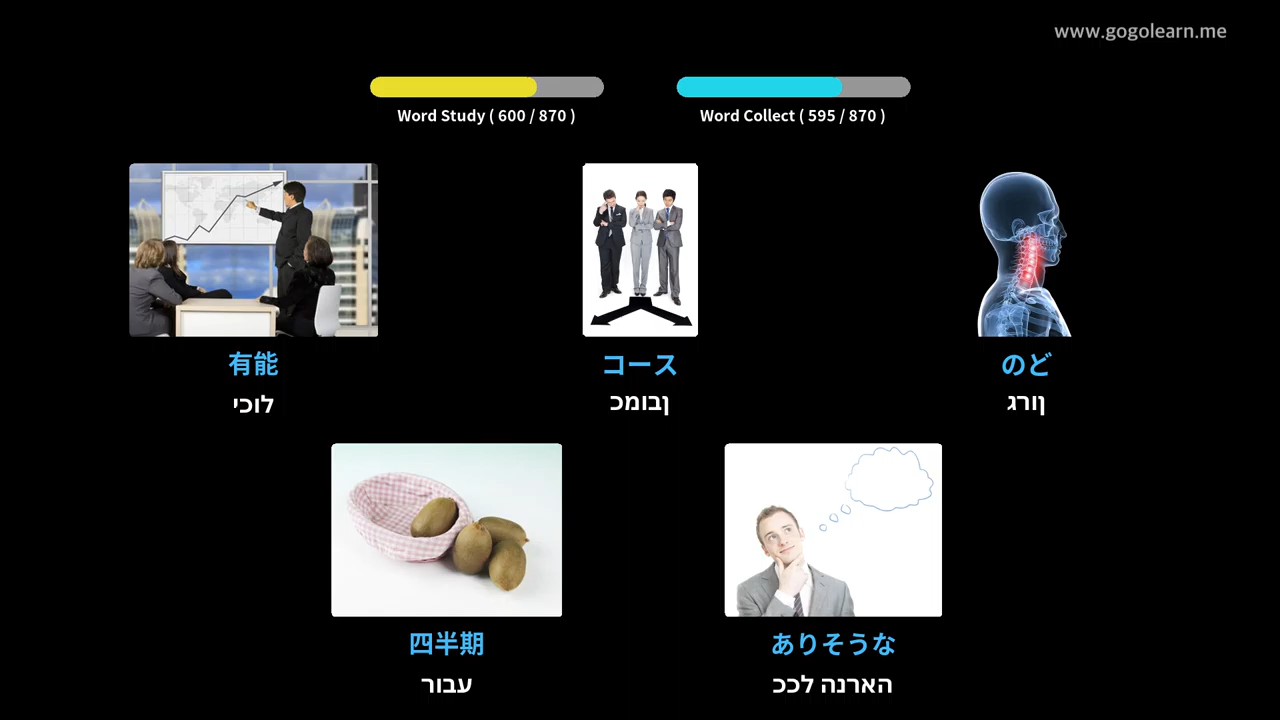 www.gogolearn.me
Word Study ( 600 / 870 )
Word Collect ( 595 / 870 )
有能
לוכי
コース
ןבומכ
のど
ןורג
四半期
עבור
ありそうな
הארנה לככ